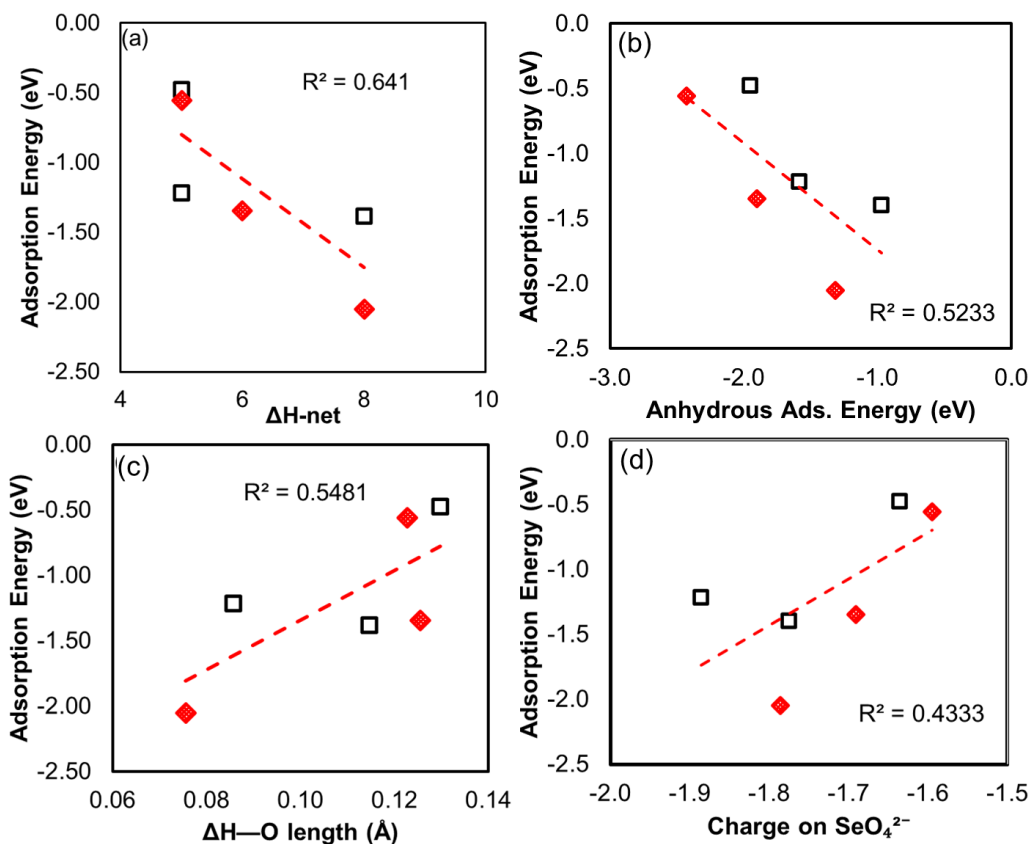 (a)
R² = 0.641
0.00
-0.50
-1.00
-1.50
-2.00
-2.50
Adsorption Energy (eV)
4
6
8
10
ΔH-net
(b)
R² = 0.5233
0.0
-0.5
-1.0
-1.5
-2.0
-2.5
Adsorption Energy (eV)
-3.0
-2.0
-1.0
0.0
Anhydrous Ads. Energy (eV)
(c)
R² = 0.5481
0.00
-0.50
-1.00
-1.50
-2.00
-2.50
Adsorption Energy (eV)
0.06
0.08
0.10
0.12
0.14
ΔH—O length (Å)
(d)
R² = 0.4333
0.0
-0.5
-1.0
-1.5
-2.0
-2.5
Adsorption Energy (eV)
-2.0
-1.9
-1.8
-1.7
-1.6
-1.5
Charge on SeO₄²⁻